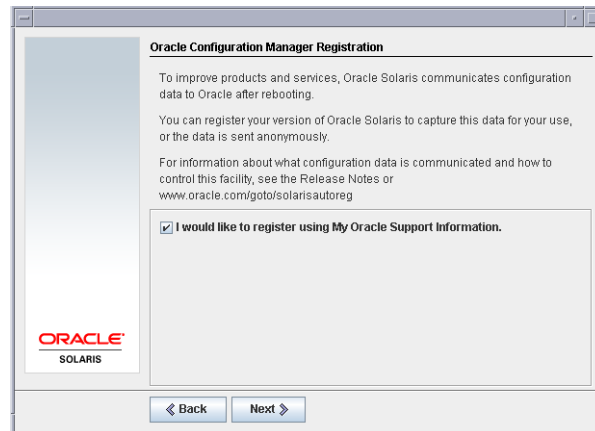 Oracle Configuration Manager Registration
To improve products and services, Oracle Solaris communicates configuration
data to Oracle after rebooting.
You can register your version of Oracle Solaris to capture this data for your use,
or the data is sent anonymously.
For information about what configuration data is communicated and how to
control this facility, see the Release Notes or
www.oracle.com/goto/solarisautoreg
I would like to register using My Oracle Support Information.
ORACLE
SOLARIS
Back
Next